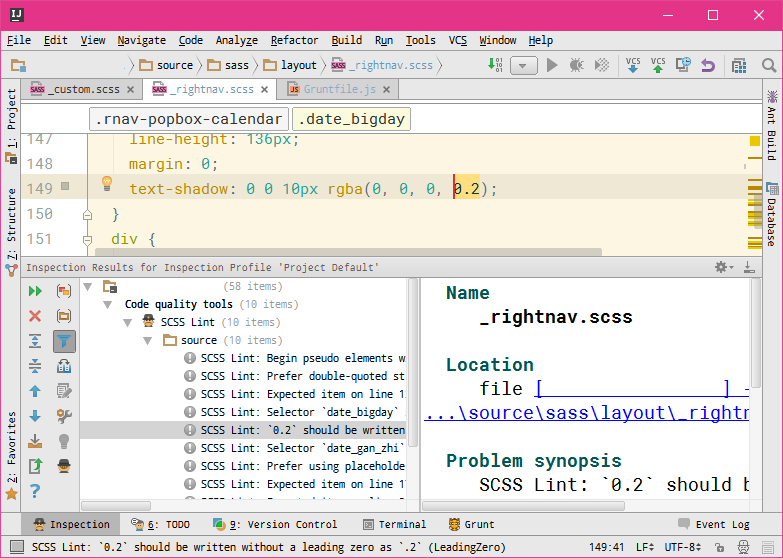 IJ
File Edit View Navigate Code Analyze Refactor Build Run Tools VCS Window Help
source sass layout _rightnav.scss VCS VCS
_custom.scss _rightnav.scss Gruntfile.js
.rnav-popbox-calendar .date_bigday
147 line-height: 136px;
148 margin: 0;
149 text-shadow: 0 0 10px rgba(0, 0, 0, 0.2);
150 }
151 div {
1: Project
Z: Structure
2: Favorites
Ant Build
Database
Inspection Results for Inspection Profile 'Project Default'
(58 items)
Code quality tools (10 items)
SCSS Lint (10 items)
source (10 items)
SCSS Lint: Begin pseudo elements w
SCSS Lint: Prefer double-quoted st
SCSS Lint: Expected item on line 1
SCSS Lint: Selector `date_bigday`
SCSS Lint: `0.2` should be written
SCSS Lint: Selector `date_gan_zhi`
SCSS Lint: Prefer using placeholde
SCSS Lint: Expected item on line 1
Name
_rightnav.scss
Location
file [ ] -
...\source\sass\layout\_rightn
Problem synopsis
SCSS Lint: `0.2` should b
Inspection 6: TODO 9: Version Control Terminal Grunt Event Log
SCSS Lint: `0.2` should be written without a leading zero as `.2` (LeadingZero) 149:41 LF UTF-8